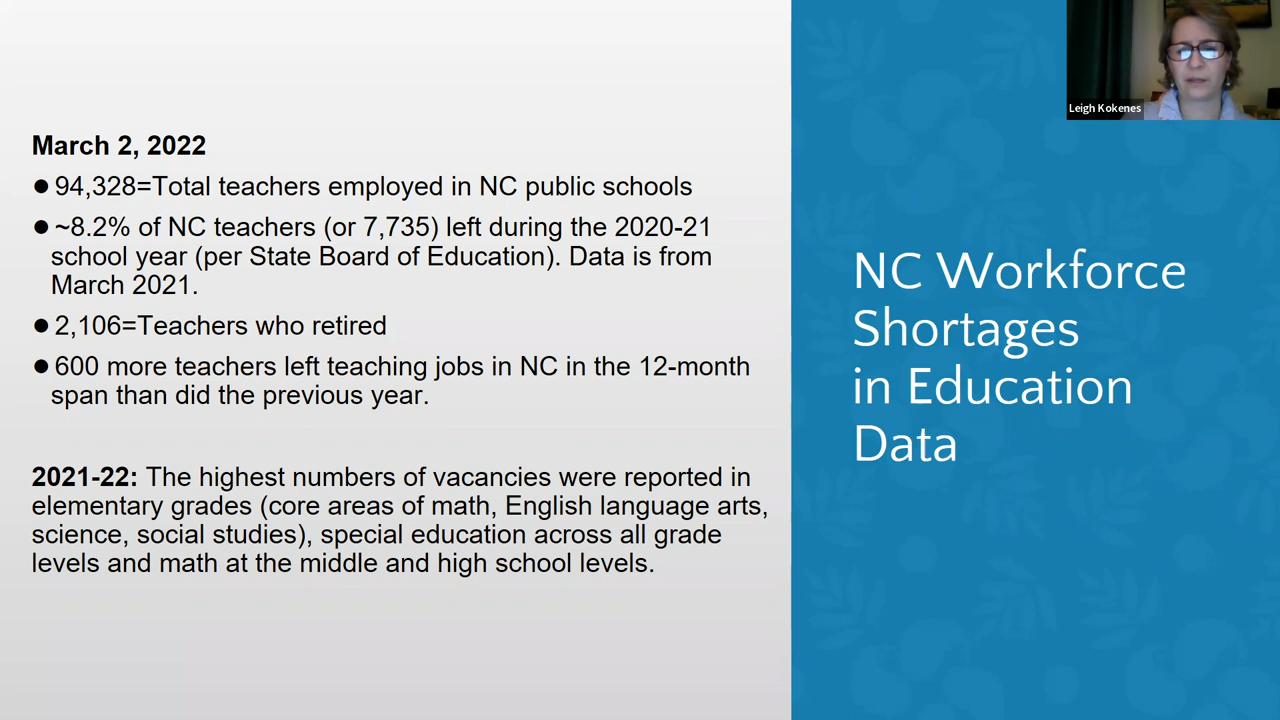 March 2, 2022
●94,328=Total teachers employed in NC public schools
●~8.2% of NC teachers (or 7,735) left during the 2020-21
school year (per State Board of Education). Data is from
March 2021.
●2,106=Teachers who retired
●600 more teachers left teaching jobs in NC in the 12-month
span than did the previous year.
2021-22: The highest numbers of vacancies were reported in
elementary grades (core areas of math, English language arts,
science, social studies), special education across all grade
levels and math at the middle and high school levels.
NC Workforce
Shortages
in Education
Data
Leigh Kokenes